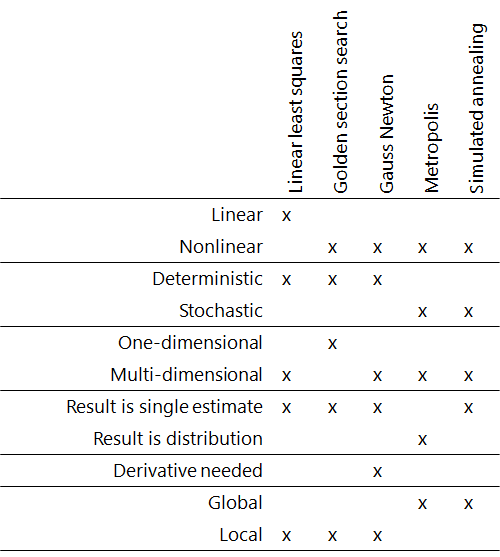 Linear least squares
Golden section search
Gauss Newton
Metropolis
Simulated annealing
Linear x
Nonlinear x x x x
Deterministic x x x
Stochastic x x
One-dimensional x
Multi-dimensional x x x x
Result is single estimate x x x x
Result is distribution x
Derivative needed x
Global x x
Local x x x